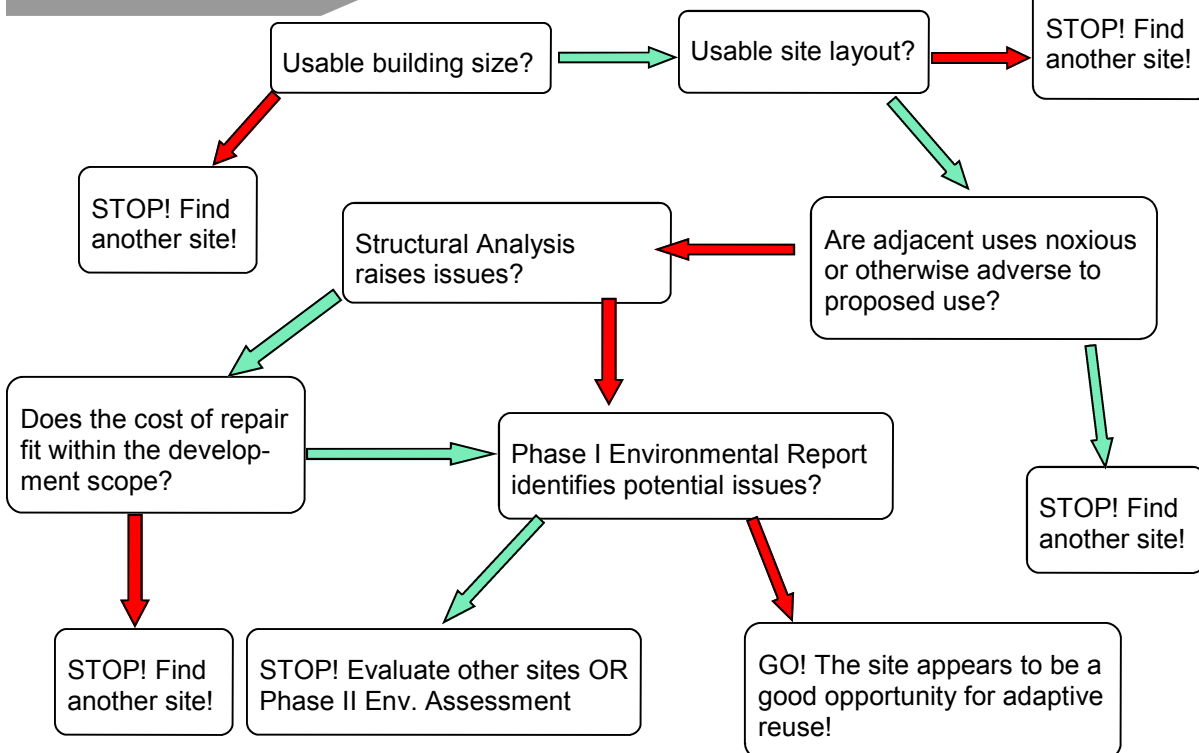 Usable building size?
Usable site layout?
STOP! Find
another site!
STOP! Find
another site!
Structural Analysis
raises issues?
Are adjacent uses noxious
or otherwise adverse to
proposed use?
Does the cost of repair
fit within the develop-
ment scope?
Phase I Environmental Report
identifies potential issues?
STOP! Find
another site!
STOP! Find
another site!
STOP! Evaluate other sites OR
Phase II Env. Assessment
GO! The site appears to be a
good opportunity for adaptive
reuse!